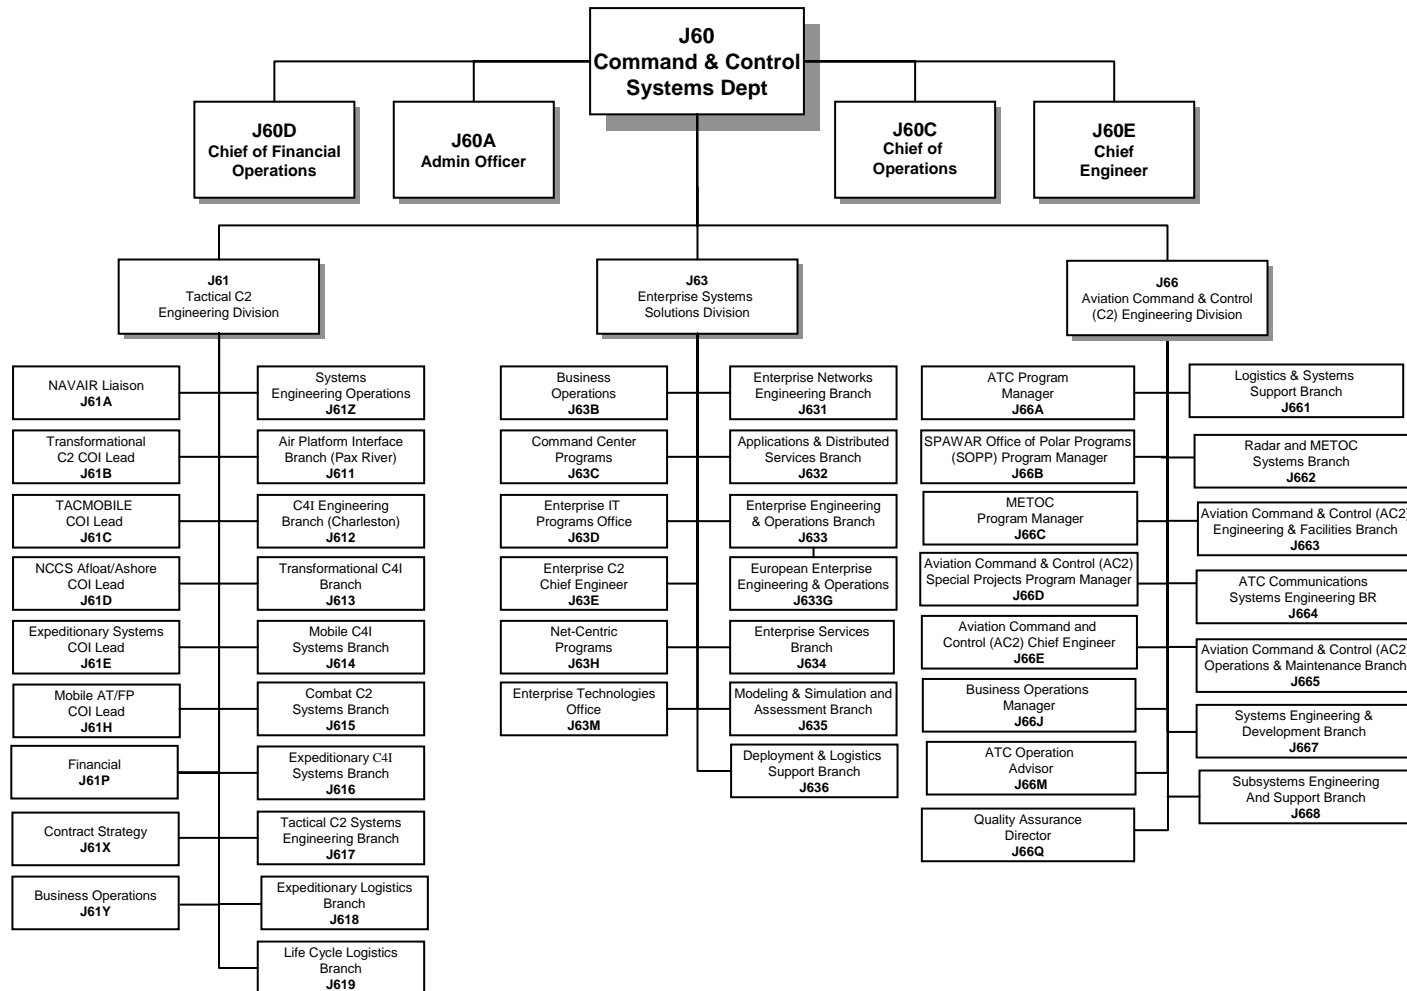 J60
Command & Control
Systems Dept
J60D
Chief of Financial
Operations
J60A
Admin Officer
J60C
Chief of
Operations
J60E
Chief
Engineer
J61
Tactical C2
Engineering Division
J63
Enterprise Systems
Solutions Division
J66
Aviation Command & Control
(C2) Engineering Division
NAVAIR Liaison
J61A
Transformational
C2 COI Lead
J61B
TACMOBILE
COI Lead
J61C
NCCS Afloat/Ashore
COI Lead
J61D
Expeditionary Systems
COI Lead
J61E
Mobile AT/FP
COI Lead
J61H
Financial
J61P
Contract Strategy
J61X
Business Operations
J61Y
Systems
Engineering Operations
J61Z
Air Platform Interface
Branch (Pax River)
J611
C4I Engineering
Branch (Charleston)
J612
Transformational C4I
Branch
J613
Mobile C4I
Systems Branch
J614
Combat C2
Systems Branch
J615
Expeditionary C4I
Systems Branch
J616
Tactical C2 Systems
Engineering Branch
J617
Expeditionary Logistics
Branch
J618
Life Cycle Logistics
Branch
J619
Business
Operations
J63B
Command Center
Programs
J63C
Enterprise IT
Programs Office
J63D
Enterprise C2
Chief Engineer
J63E
Net-Centric
Programs
J63H
Enterprise Technologies
Office
J63M
Enterprise Networks
Engineering Branch
J631
Applications & Distributed
Services Branch
J632
Enterprise Engineering
& Operations Branch
J633
European Enterprise
Engineering & Operations
J633G
Enterprise Services
Branch
J634
Modeling & Simulation and
Assessment Branch
J635
Deployment & Logistics
Support Branch
J636
ATC Program
Manager
J66A
SPAWAR Office of Polar Programs
(SOPP) Program Manager
J66B
METOC
Program Manager
J66C
Aviation Command & Control (AC2)
Special Projects Program Manager
J66D
Aviation Command and
Control (AC2) Chief Engineer
J66E
Business Operations
Manager
J66J
ATC Operation
Advisor
J66M
Quality Assurance
Director
J66Q
Logistics & Systems
Support Branch
J661
Radar and METOC
Systems Branch
J662
Aviation Command & Control (AC2)
Engineering & Facilities Branch
J663
ATC Communications
Systems Engineering BR
J664
Aviation Command & Control (AC2)
Operations & Maintenance Branch
J665
Systems Engineering &
Development Branch
J667
Subsystems Engineering
And Support Branch
J668